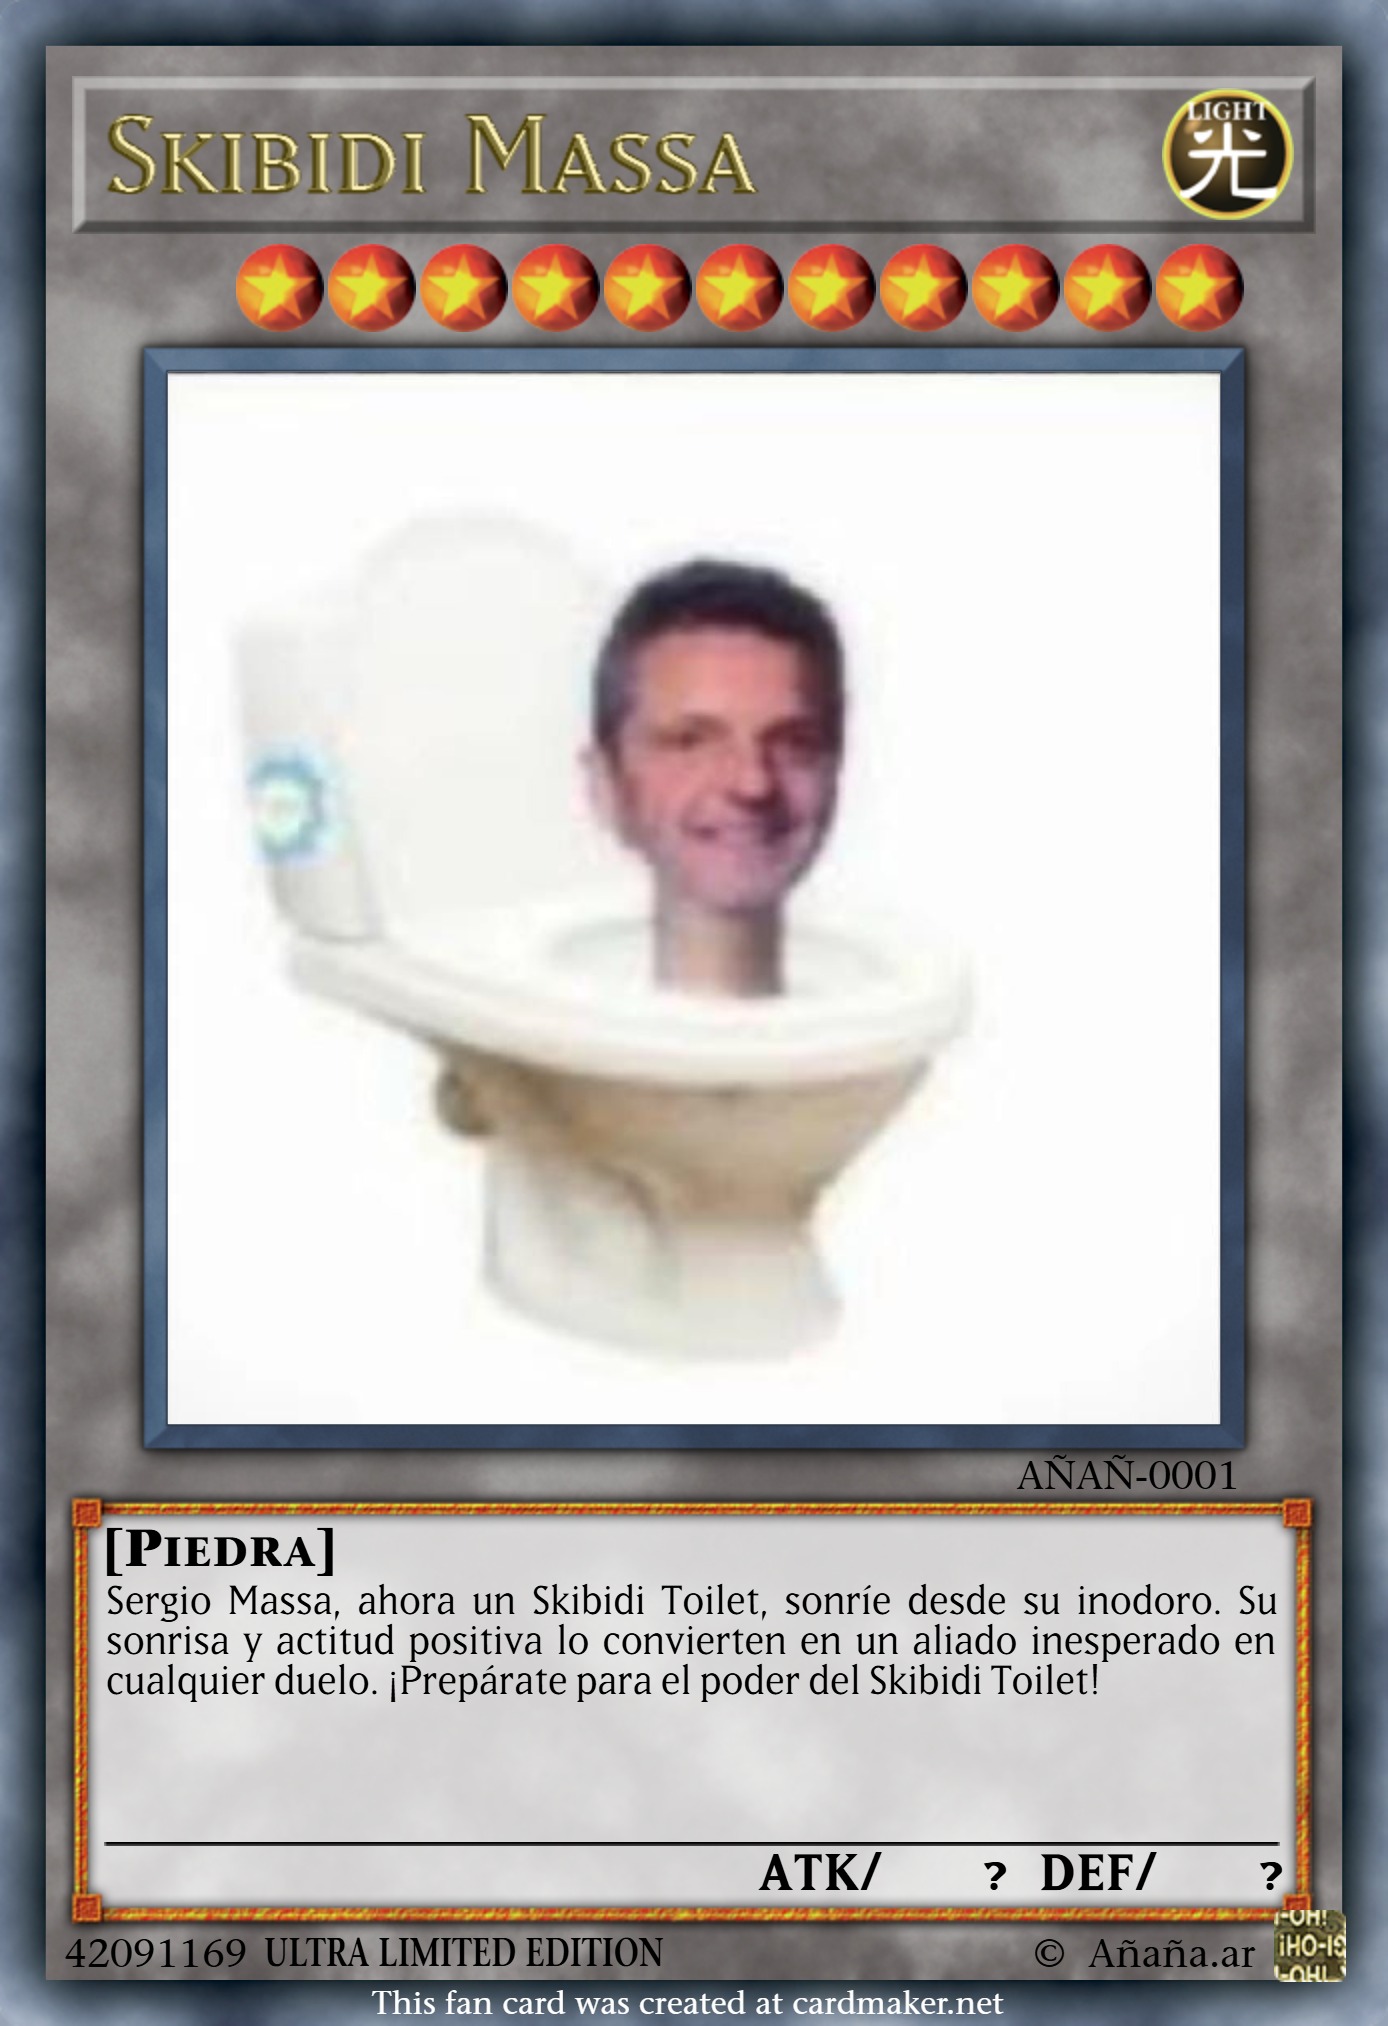 Skibidi Massa
LIGHT
光
AÑAÑ-0001
[Piedra]
Sergio Massa, ahora un Skibidi Toilet, sonríe desde su inodoro. Su
sonrisa y actitud positiva lo convierten en un aliado inesperado en
cualquier duelo. ¡Prepárate para el poder del Skibidi Toilet!
ATK/ ? DEF/ ?
42091169 ULTRA LIMITED EDITION © Añaña.ar
This fan card was created at cardmaker.net